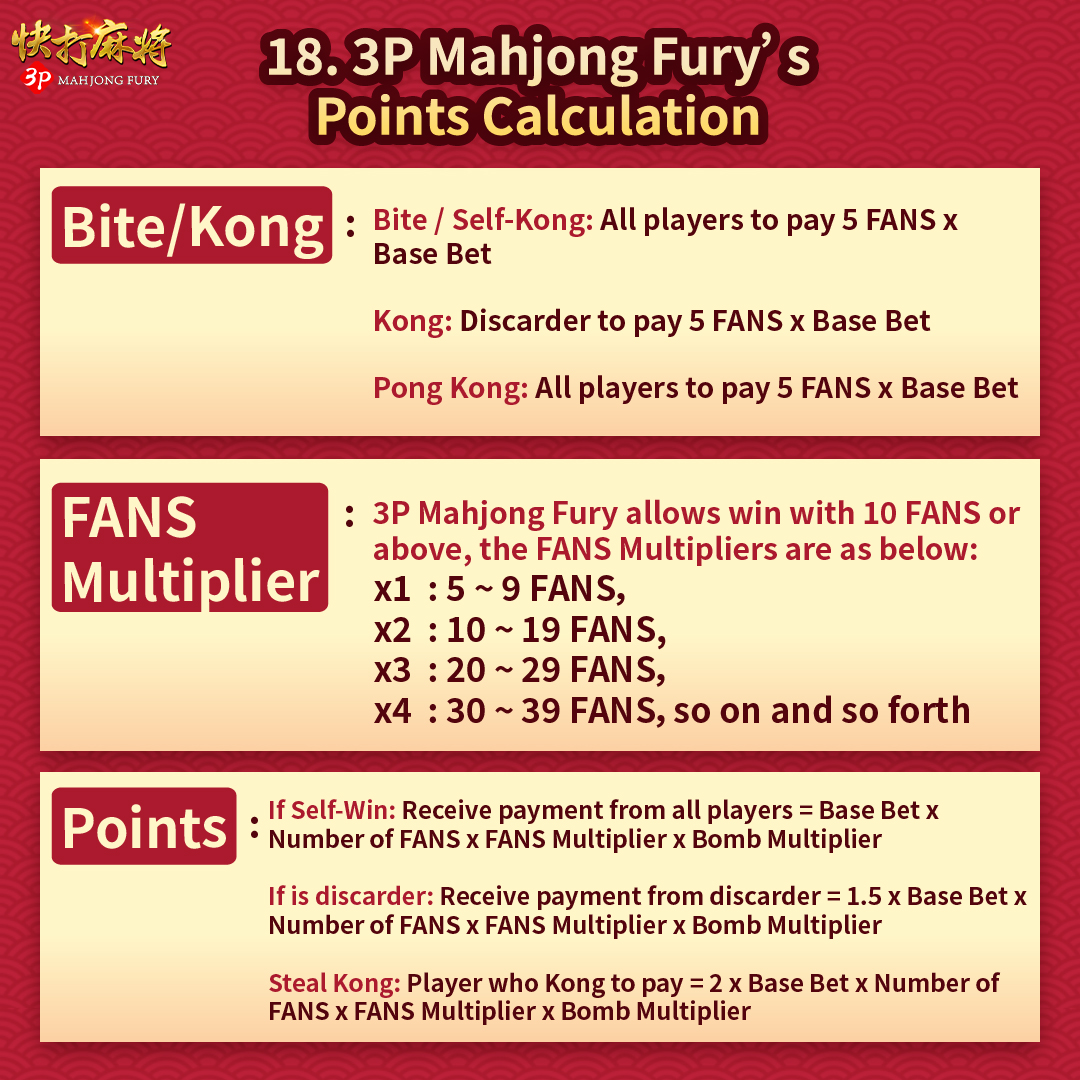 快打麻将
3P MAHJONG FURY
18. 3P Mahjong Fury’s
Points Calculation
Bite/Kong
: Bite / Self-Kong: All players to pay 5 FANS x
Base Bet
Kong: Discarder to pay 5 FANS x Base Bet
Pong Kong: All players to pay 5 FANS x Base Bet
FANS
Multiplier
: 3P Mahjong Fury allows win with 10 FANS or
above, the FANS Multipliers are as below:
x1 : 5 ~ 9 FANS,
x2 : 10 ~ 19 FANS,
x3 : 20 ~ 29 FANS,
x4 : 30 ~ 39 FANS, so on and so forth
Points
: If Self-Win: Receive payment from all players = Base Bet x
Number of FANS x FANS Multiplier x Bomb Multiplier
If is discarder: Receive payment from discarder = 1.5 x Base Bet x
Number of FANS x FANS Multiplier x Bomb Multiplier
Steal Kong: Player who Kong to pay = 2 x Base Bet x Number of
FANS x FANS Multiplier x Bomb Multiplier